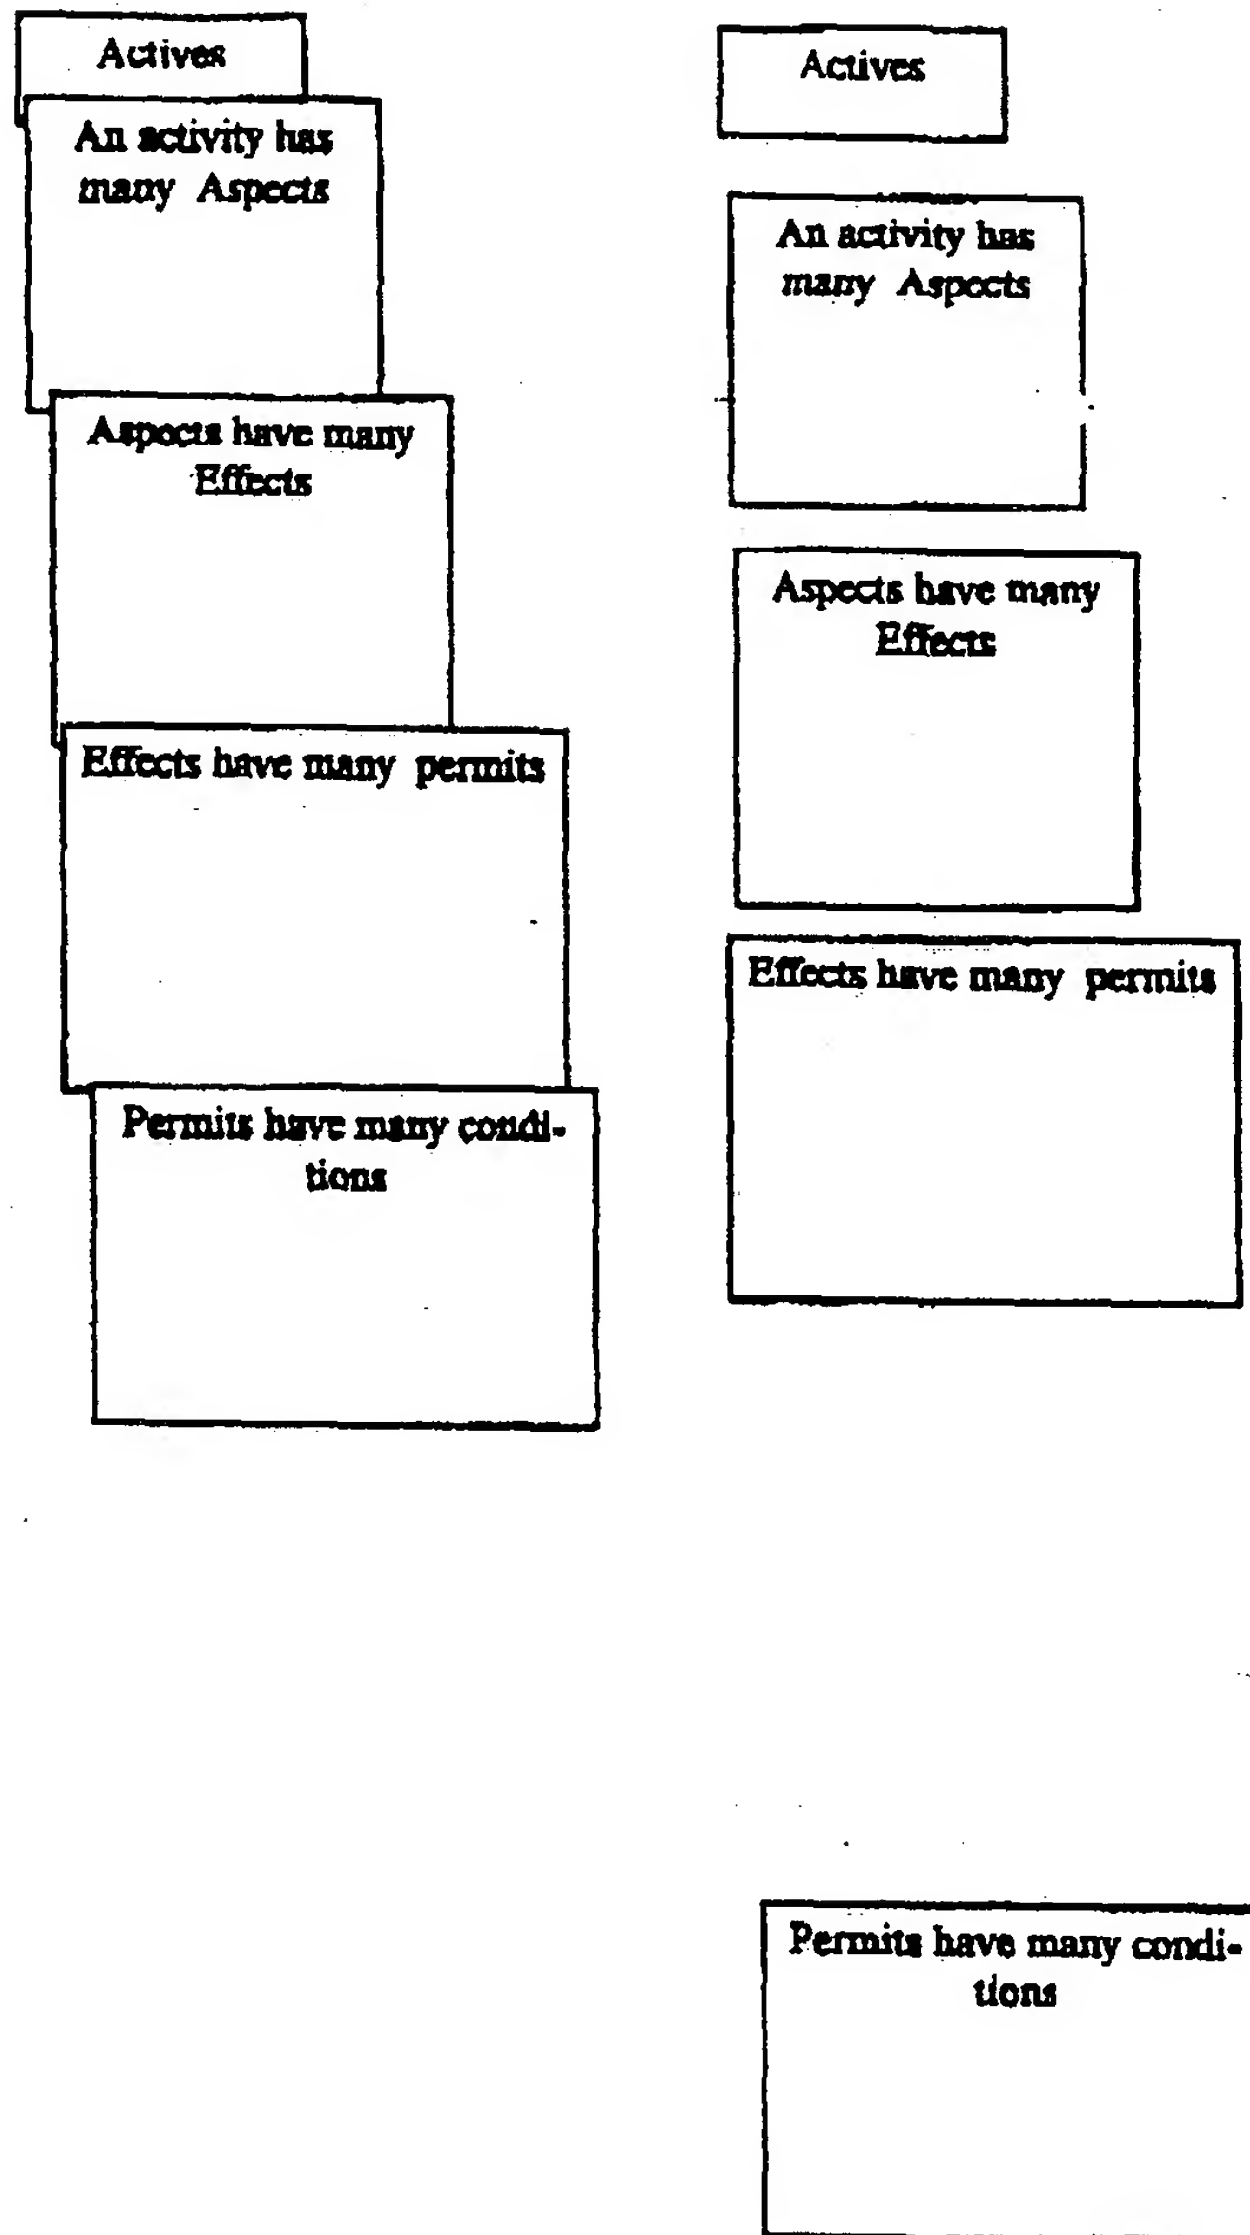 Actives
An activity has
many Aspects
Aspects have many
Effects
Effects have many permits
Permits have many condi-
tions
Actives
An activity has
many Aspects
Aspects have many
Effects
Effects have many permits
Permits have many condi-
tions